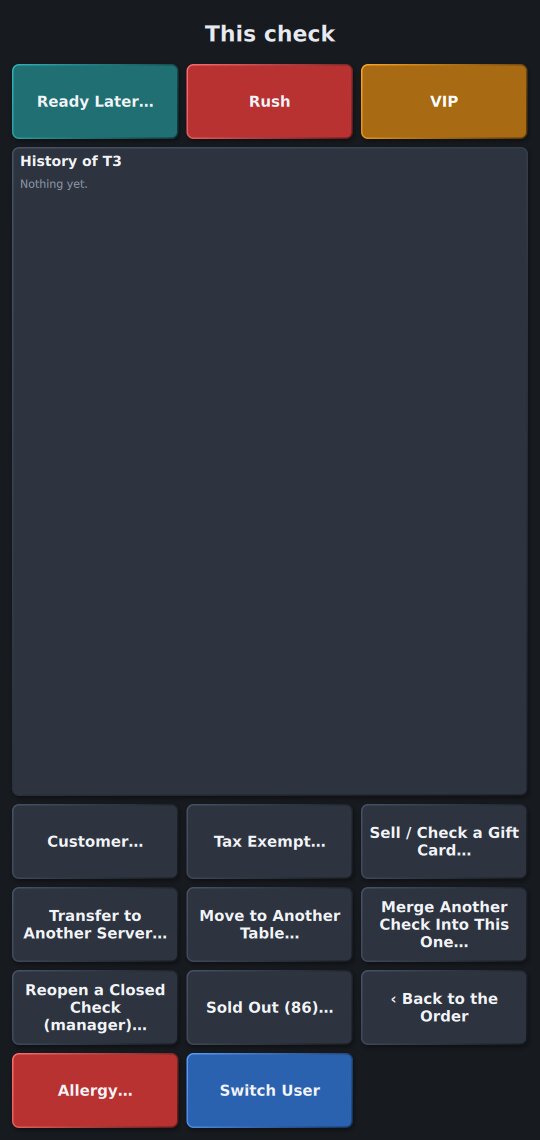 This check
Ready Later…
Rush
VIP
History of T3
Nothing yet.
Customer…
Tax Exempt…
Sell / Check a Gift
Card…
Transfer to
Another Server…
Move to Another
Table…
Merge Another
Check Into This
One…
Reopen a Closed
Check
(manager)…
Sold Out (86)…
‹ Back to the
Order
Allergy…
Switch User